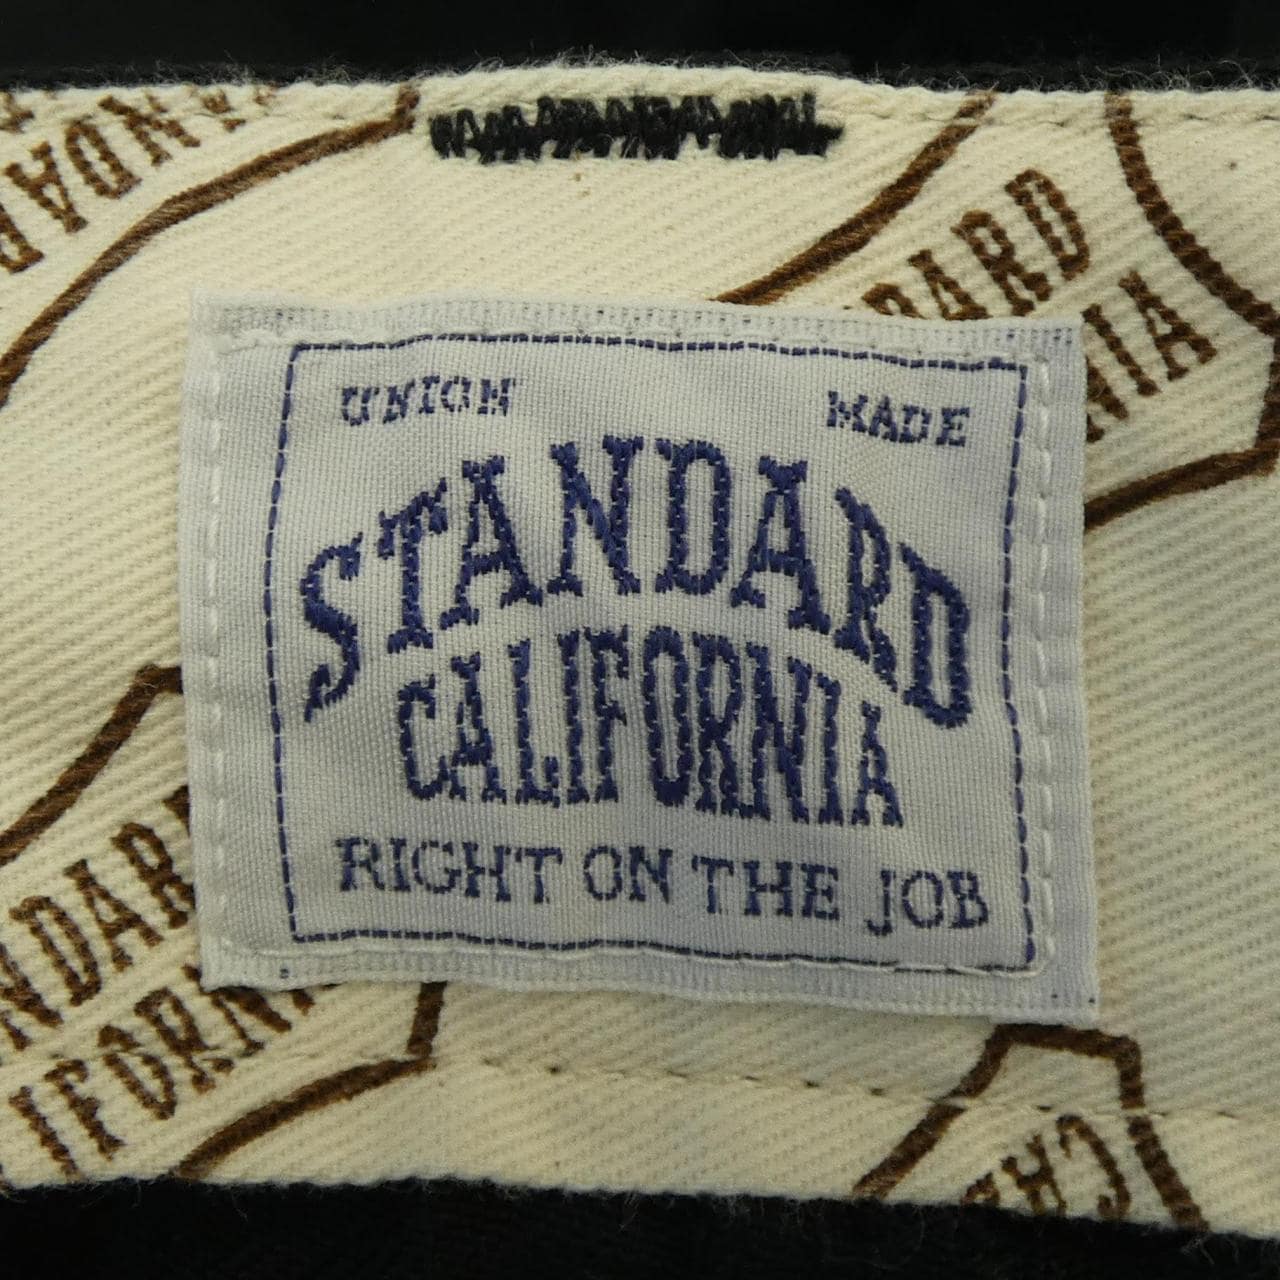 UNION MADE
STANDARD
CALIFORNIA
RIGHT ON THE JOB